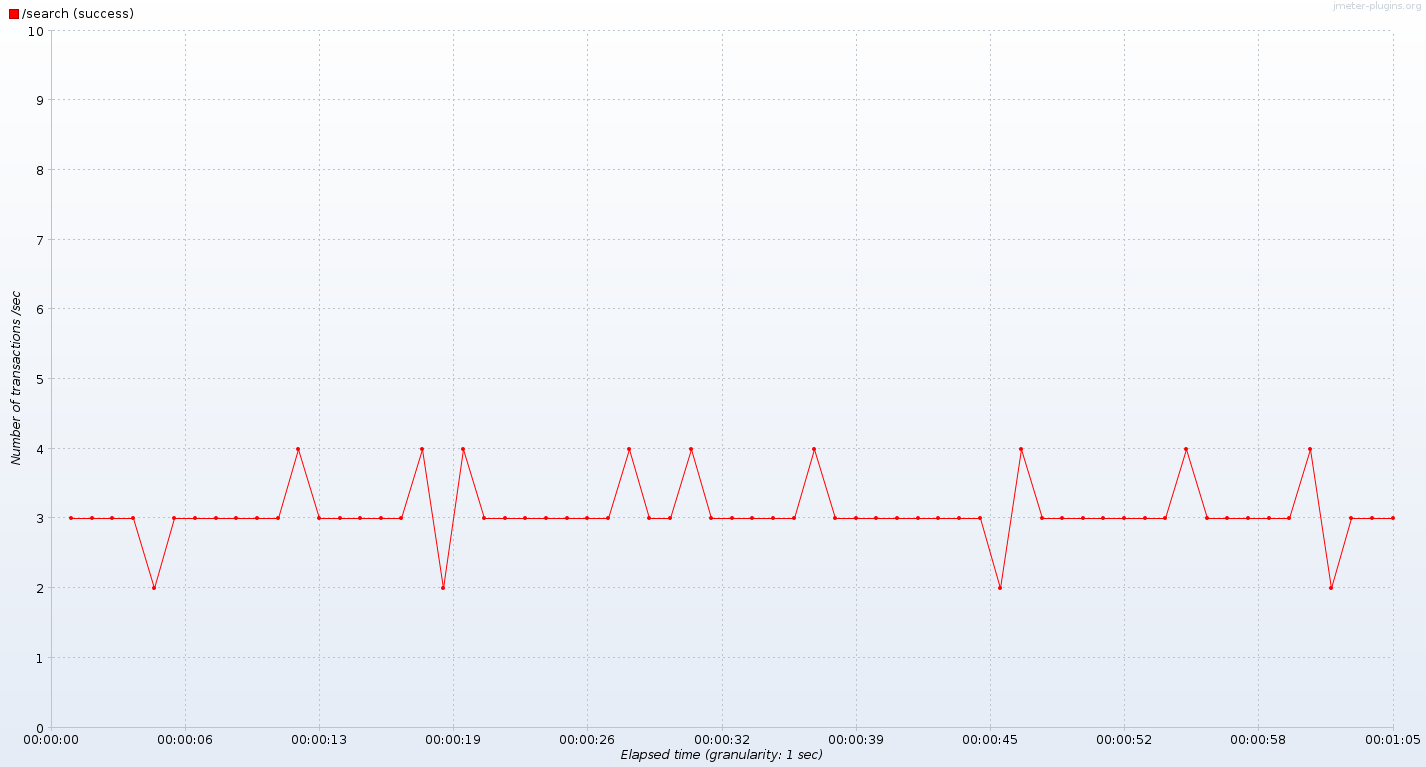 /search (success)
jmeter-plugins.org
10
9
8
7
6
5
4
3
2
1
0
Number of transactions /sec
00:00:00 00:00:06 00:00:13 00:00:19 00:00:26 00:00:32 00:00:39 00:00:45 00:00:52 00:00:58 00:01:05
Elapsed time (granularity: 1 sec)